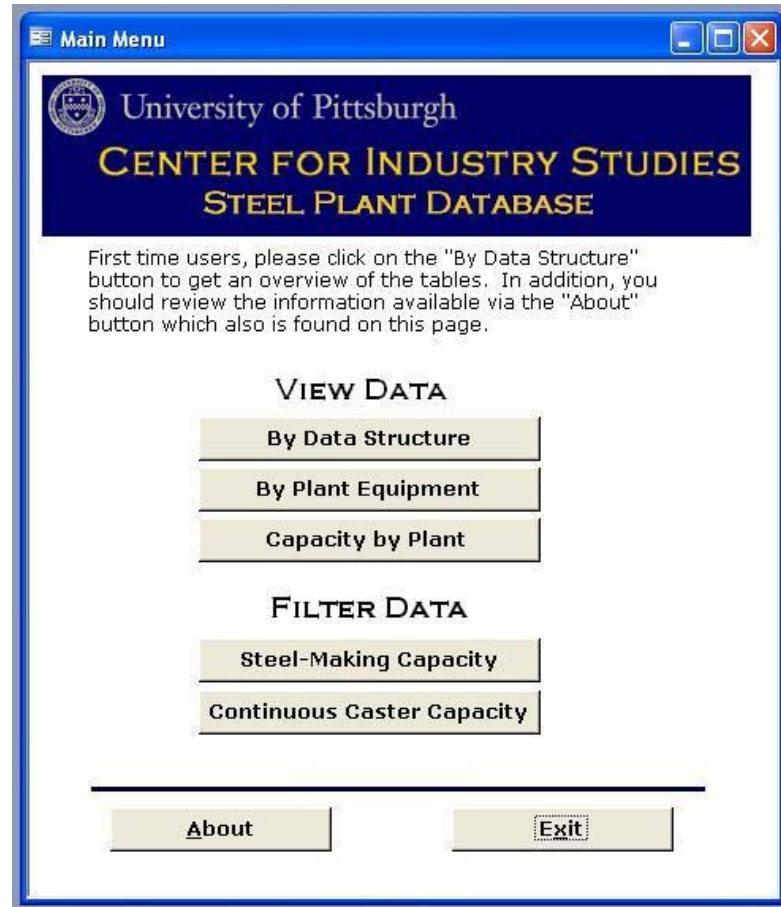 Main Menu
University of Pittsburgh
CENTER FOR INDUSTRY STUDIES
STEEL PLANT DATABASE
First time users, please click on the "By Data Structure"
button to get an overview of the tables.  In addition, you
should review the information available via the "About"
button which also is found on this page.
VIEW DATA
By Data Structure
By Plant Equipment
Capacity by Plant
FILTER DATA
Steel-Making Capacity
Continuous Caster Capacity
About
Exit